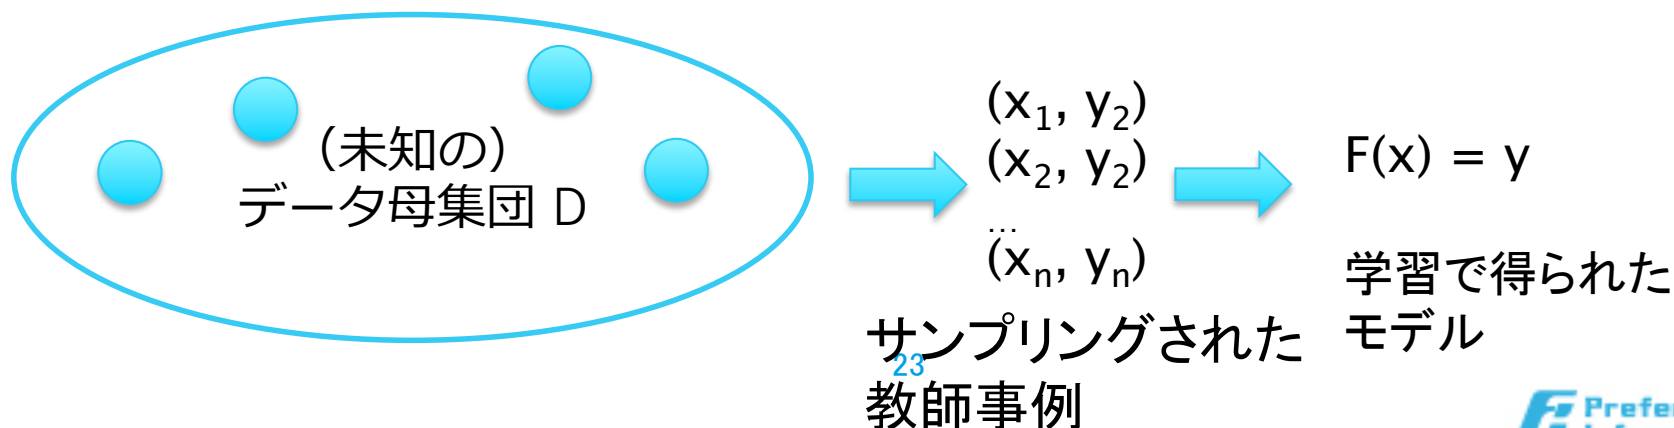 （未知の）
データ母集団 D
(x₁, y₂)
(x₂, y₂)
…
(xₙ, yₙ)
サンプリングされた
教師事例
F(x) = y
学習で得られた
モデル
23
Prefe